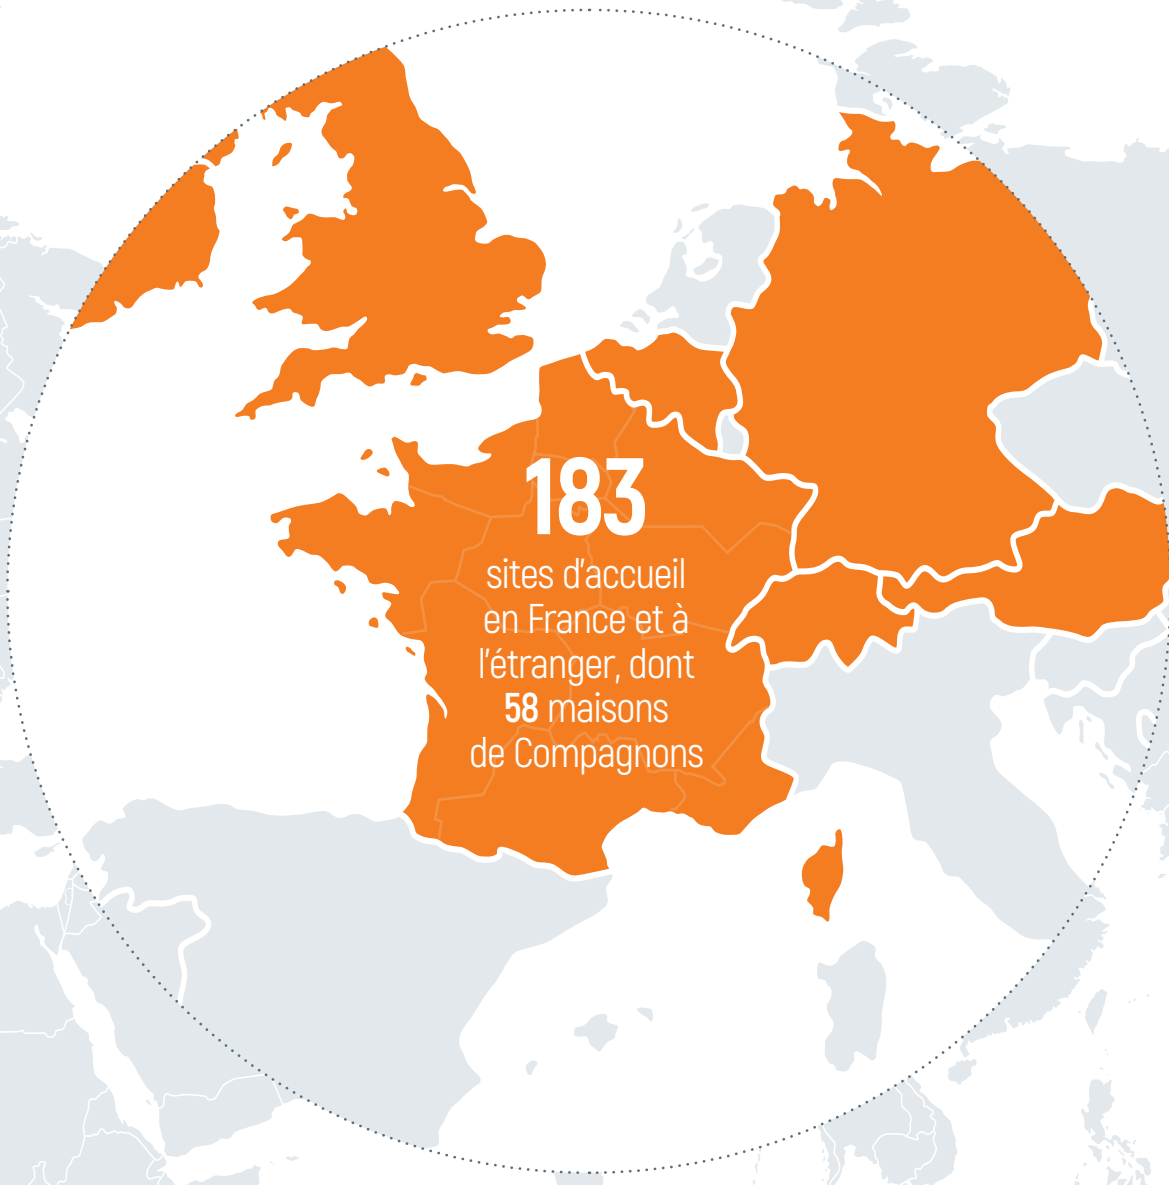 183
sites d'accueil
en France et à
l'étranger, dont
58 maisons
de Compagnons